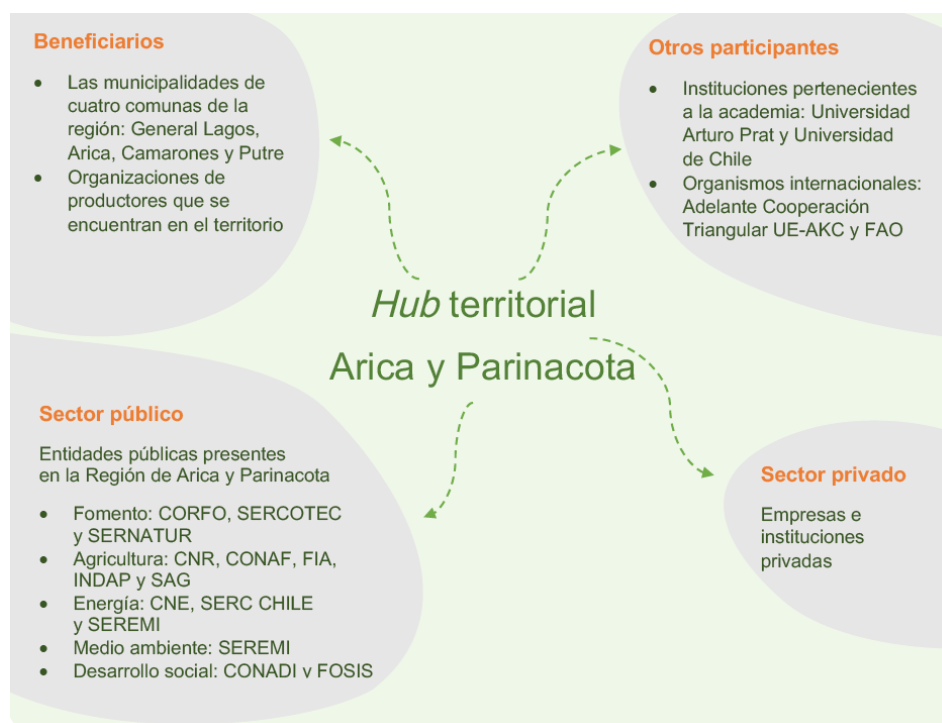 Beneficiarios
• Las municipalidades de
cuatro comunas de la
región: General Lagos,
Arica, Camarones y Putre
• Organizaciones de
productores que se
encuentran en el territorio
Otros participantes
• Instituciones pertenecientes
a la academia: Universidad
Arturo Prat y Universidad
de Chile
• Organismos internacionales:
Adelante Cooperación
Triangular UE-AKC y FAO
Hub territorial
Arica y Parinacota
Sector público
Entidades públicas presentes
en la Región de Arica y Parinacota
• Fomento: CORFO, SERCOTEC
y SERNATUR
• Agricultura: CNR, CONAF, FIA,
INDAP y SAG
• Energía: CNE, SERC CHILE
y SEREMI
• Medio ambiente: SEREMI
• Desarrollo social: CONADI y FOSIS
Sector privado
Empresas e
instituciones
privadas